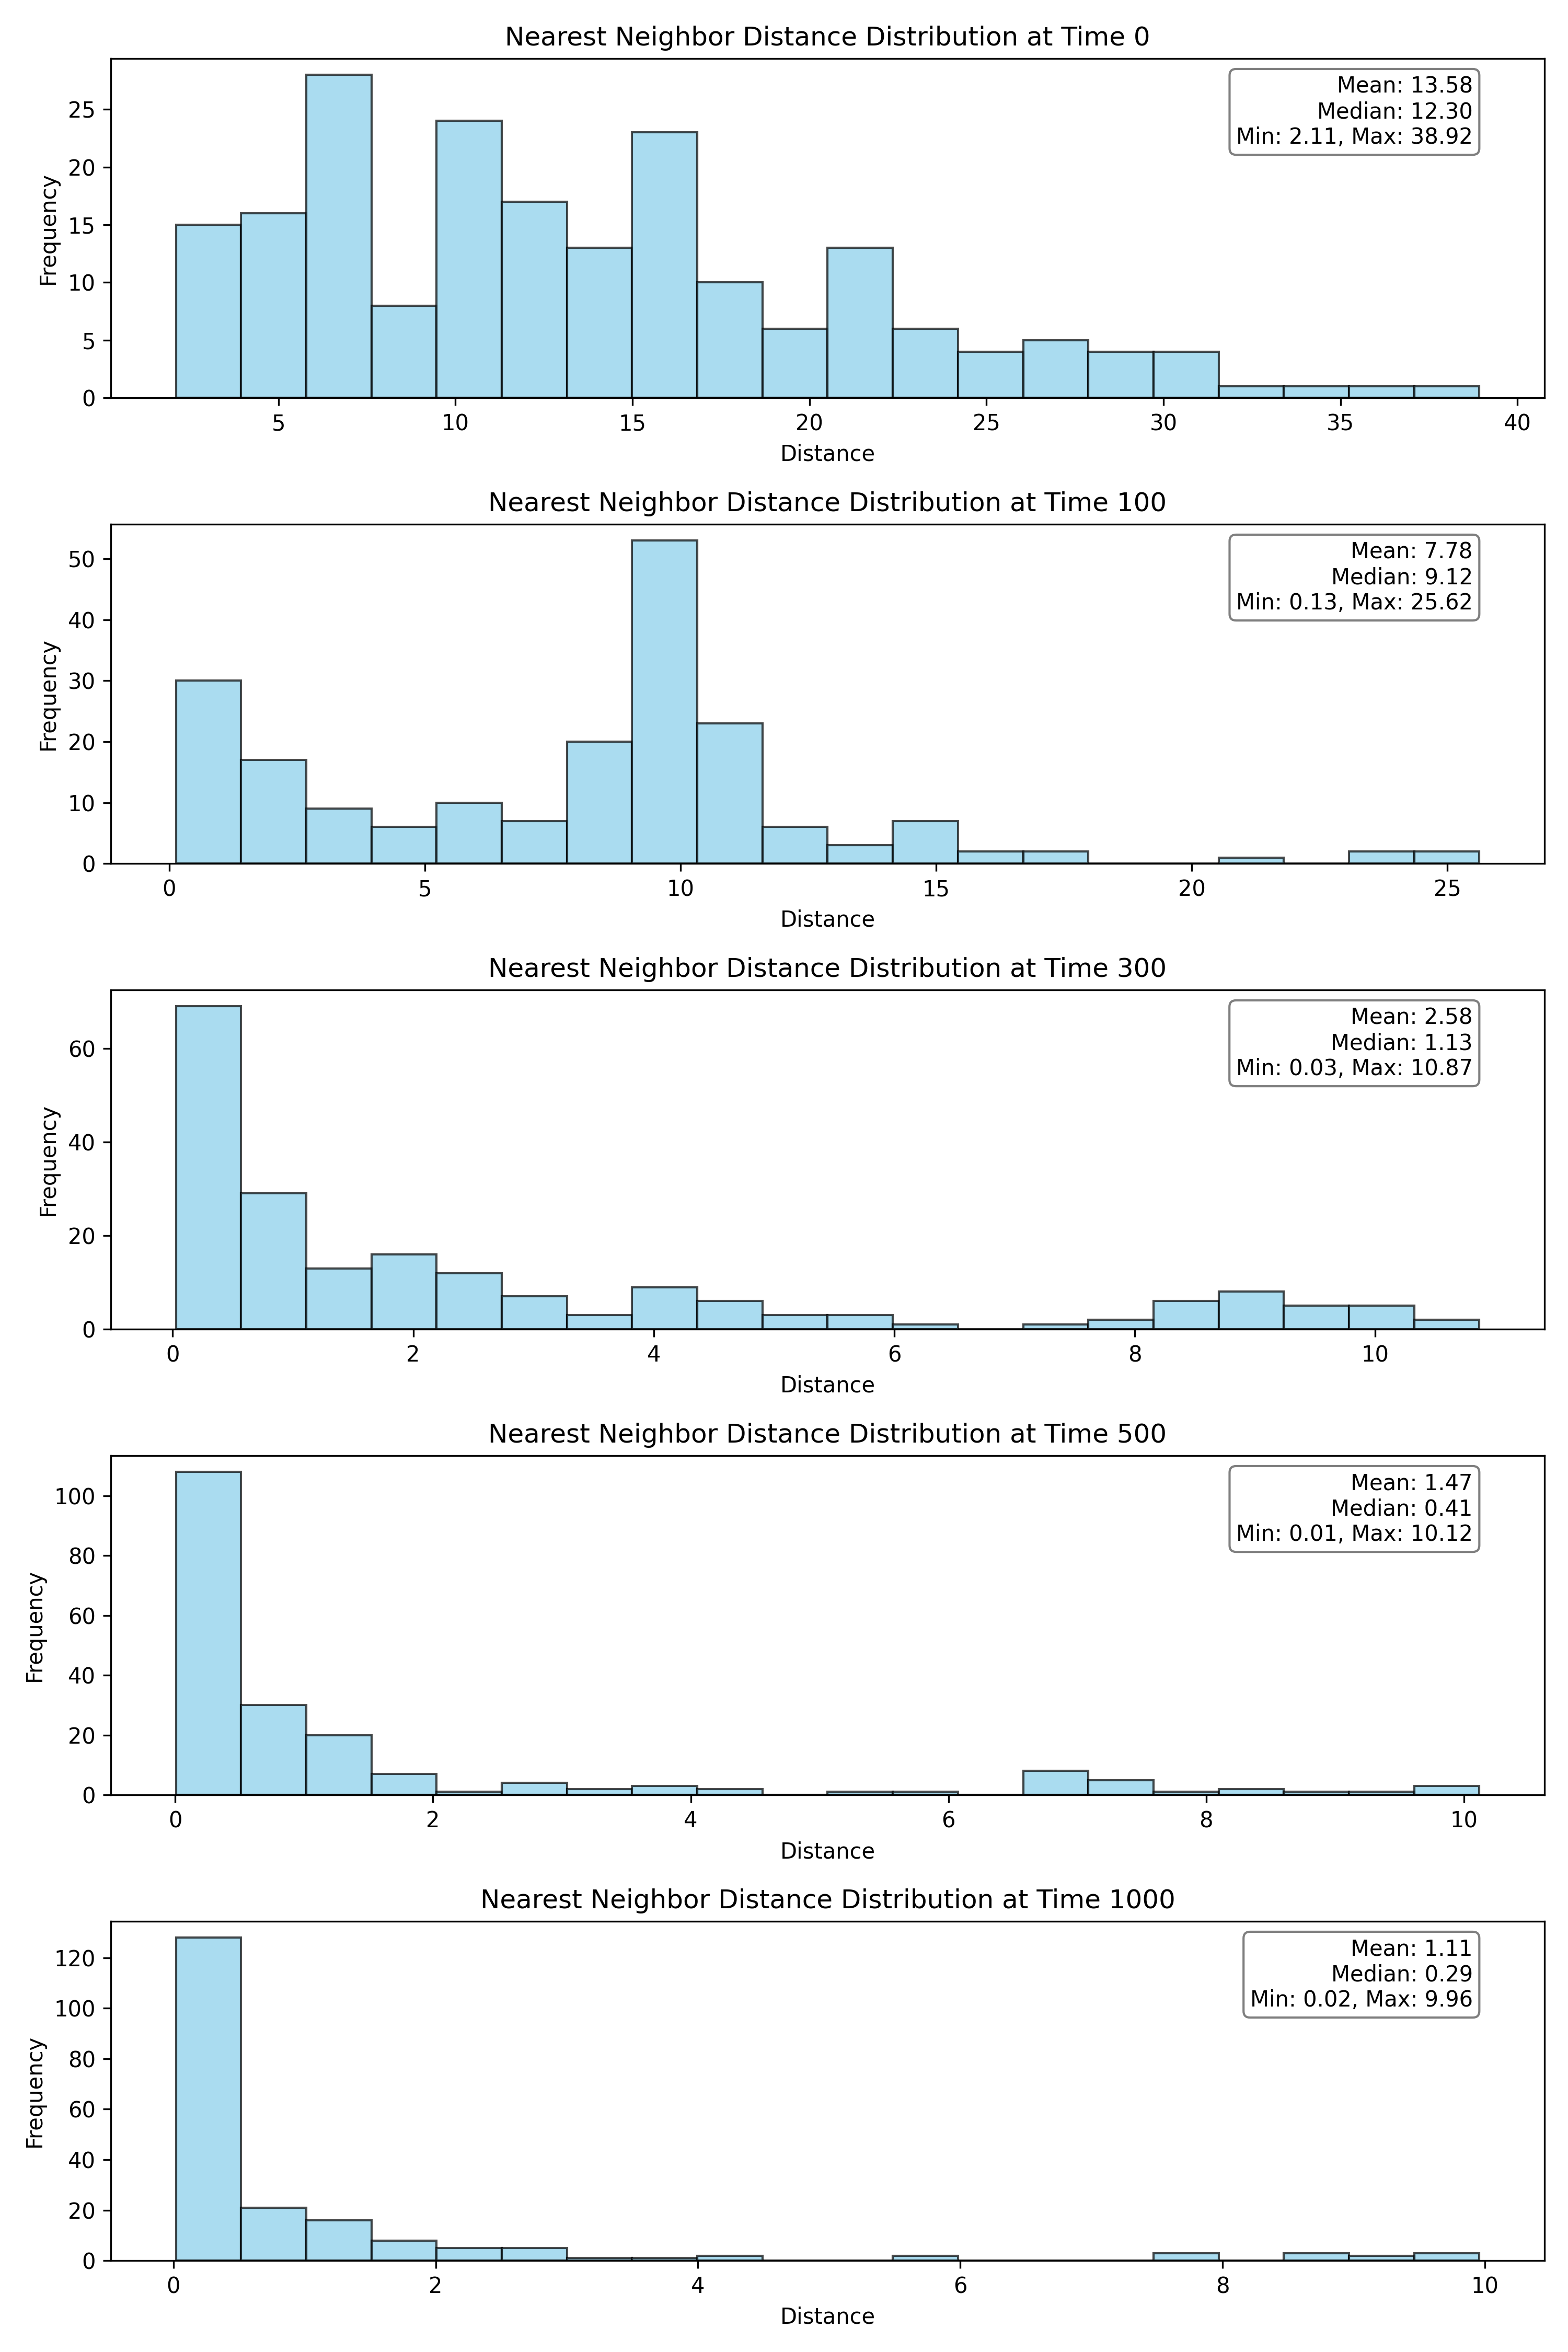 Nearest Neighbor Distance Distribution at Time 0
Mean: 13.58
Median: 12.30
Min: 2.11, Max: 38.92
Frequency
25
20
15
10
5
0
5 10 15 20 25 30 35 40
Distance
Nearest Neighbor Distance Distribution at Time 100
Mean: 7.78
Median: 9.12
Min: 0.13, Max: 25.62
Frequency
50
40
30
20
10
0
0 5 10 15 20 25
Distance
Nearest Neighbor Distance Distribution at Time 300
Mean: 2.58
Median: 1.13
Min: 0.03, Max: 10.87
Frequency
60
40
20
0
0 2 4 6 8 10
Distance
Nearest Neighbor Distance Distribution at Time 500
Mean: 1.47
Median: 0.41
Min: 0.01, Max: 10.12
Frequency
100
80
60
40
20
0
0 2 4 6 8 10
Distance
Nearest Neighbor Distance Distribution at Time 1000
Mean: 1.11
Median: 0.29
Min: 0.02, Max: 9.96
Frequency
120
100
80
60
40
20
0
0 2 4 6 8 10
Distance